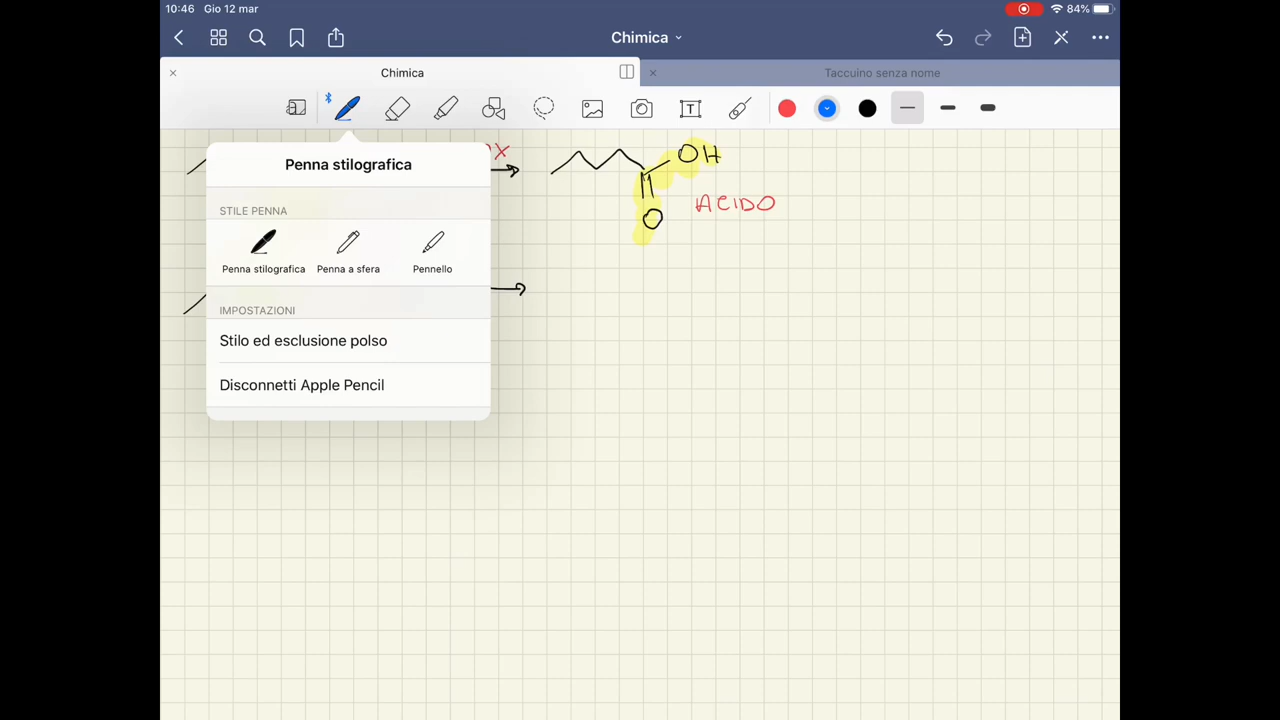 10:46 Gio 12 mar
84%
Chimica
Chimica
Taccuino senza nome
T
Penna stilografica
STILE PENNA
Penna stilografica Penna a sfera Pennello
IMPOSTAZIONI
Stilo ed esclusione polso
Disconnetti Apple Pencil
X
OH
O
ACIDO